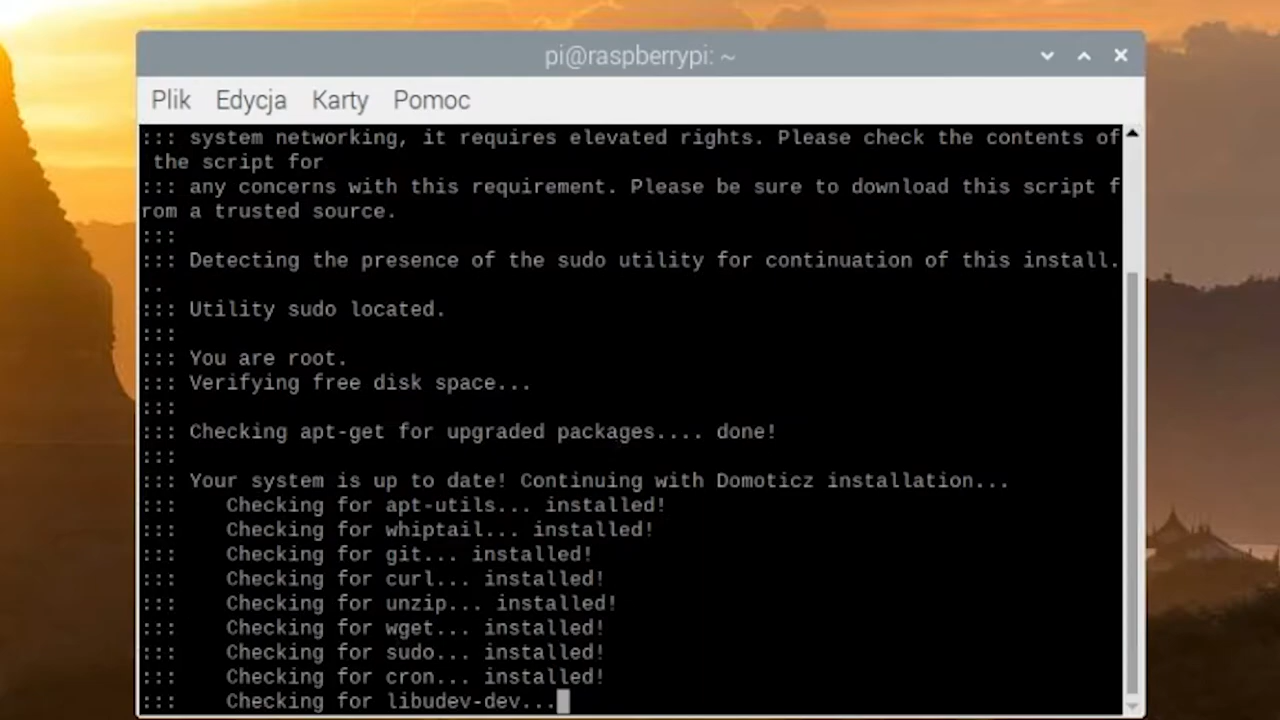 pi@raspberrypi: ~
Plik Edycja Karty Pomoc
::: system networking, it requires elevated rights. Please check the contents of
 the script for
::: any concerns with this requirement. Please be sure to download this script f
rom a trusted source.
:::
::: Detecting the presence of the sudo utility for continuation of this install.
..
::: Utility sudo located.
:::
::: You are root.
::: Verifying free disk space...
:::
::: Checking apt-get for upgraded packages.... done!
:::
::: Your system is up to date! Continuing with Domoticz installation...
:::    Checking for apt-utils... installed!
:::    Checking for whiptail... installed!
:::    Checking for git... installed!
:::    Checking for curl... installed!
:::    Checking for unzip... installed!
:::    Checking for wget... installed!
:::    Checking for sudo... installed!
:::    Checking for cron... installed!
:::    Checking for libudev-dev...